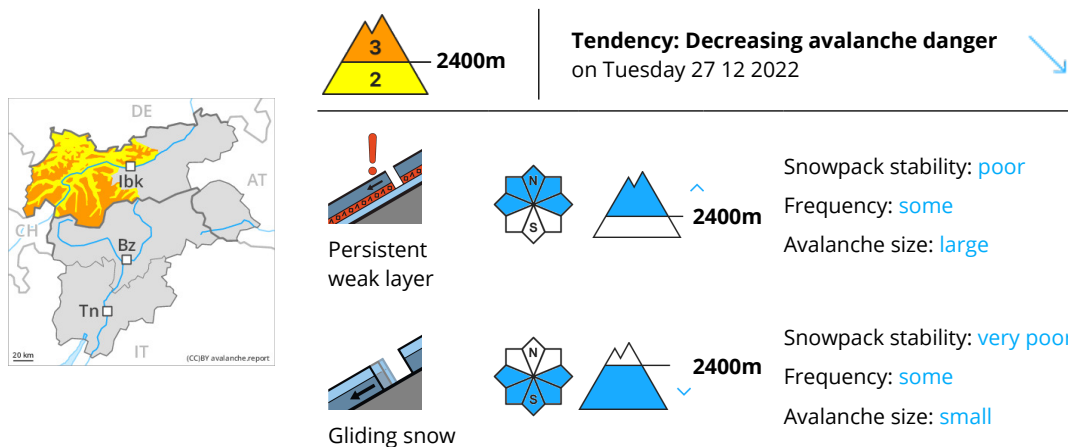 3
2
2400m
Tendency: Decreasing avalanche danger
on Tuesday 27 12 2022
DE
Ibk
AT
CH
Bz
Tn
IT
20 km
(CC)BY avalanche.report
Persistent
weak layer
N
S
2400m
Snowpack stability: poor
Frequency: some
Avalanche size: large
Gliding snow
N
S
2400m
Snowpack stability: very poor
Frequency: some
Avalanche size: small